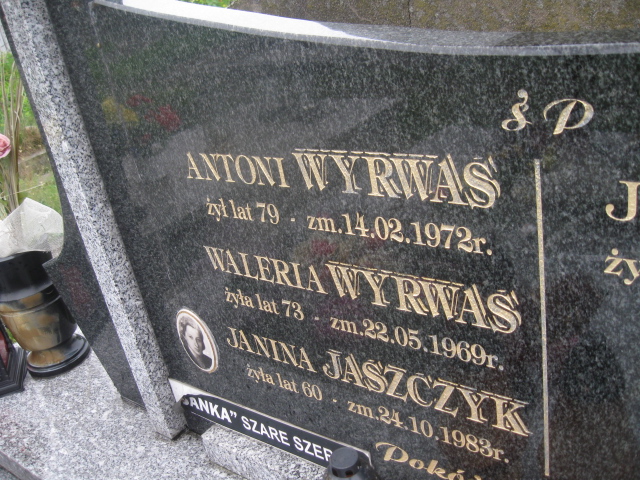 Ś P
ANTONI WYRWAŚ
żył lat 79 - zm. 14.02.1972r.
WALERIA WYRWAŚ
żyła lat 73 - zm. 22.05.1969r.
JANINA JASZCZYK
żyła lat 60 - zm. 24.10.1983r.
"ANKA" SZARE